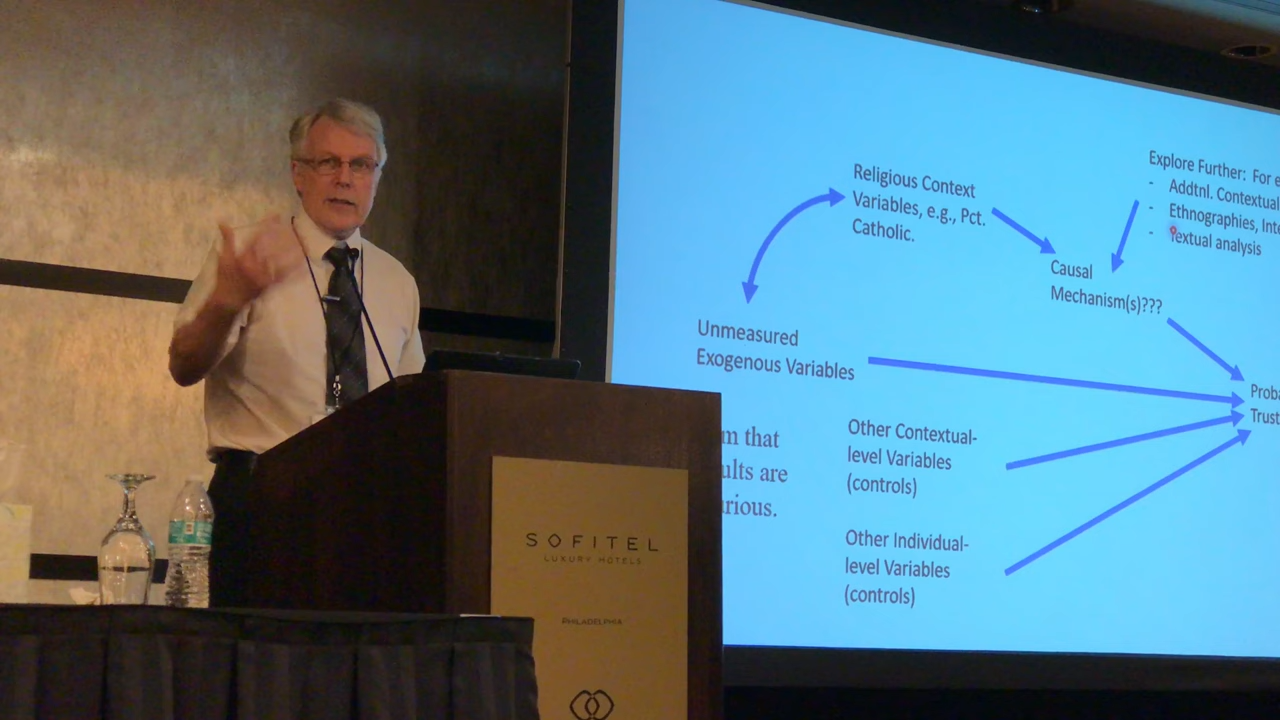 Religious Context
Variables, e.g., Pct.
Catholic.
Explore Further: For e
- Addtnl. Contextual
- Ethnographies, Inte
- Textual analysis
Causal
Mechanism(s)???
Unmeasured
Exogenous Variables
Proba
Trust
m that
ults are
rious.
Other Contextual-
level Variables
(controls)
Other Individual-
level Variables
(controls)
SOFITEL
LUXURY HOTELS
PHILADELPHIA